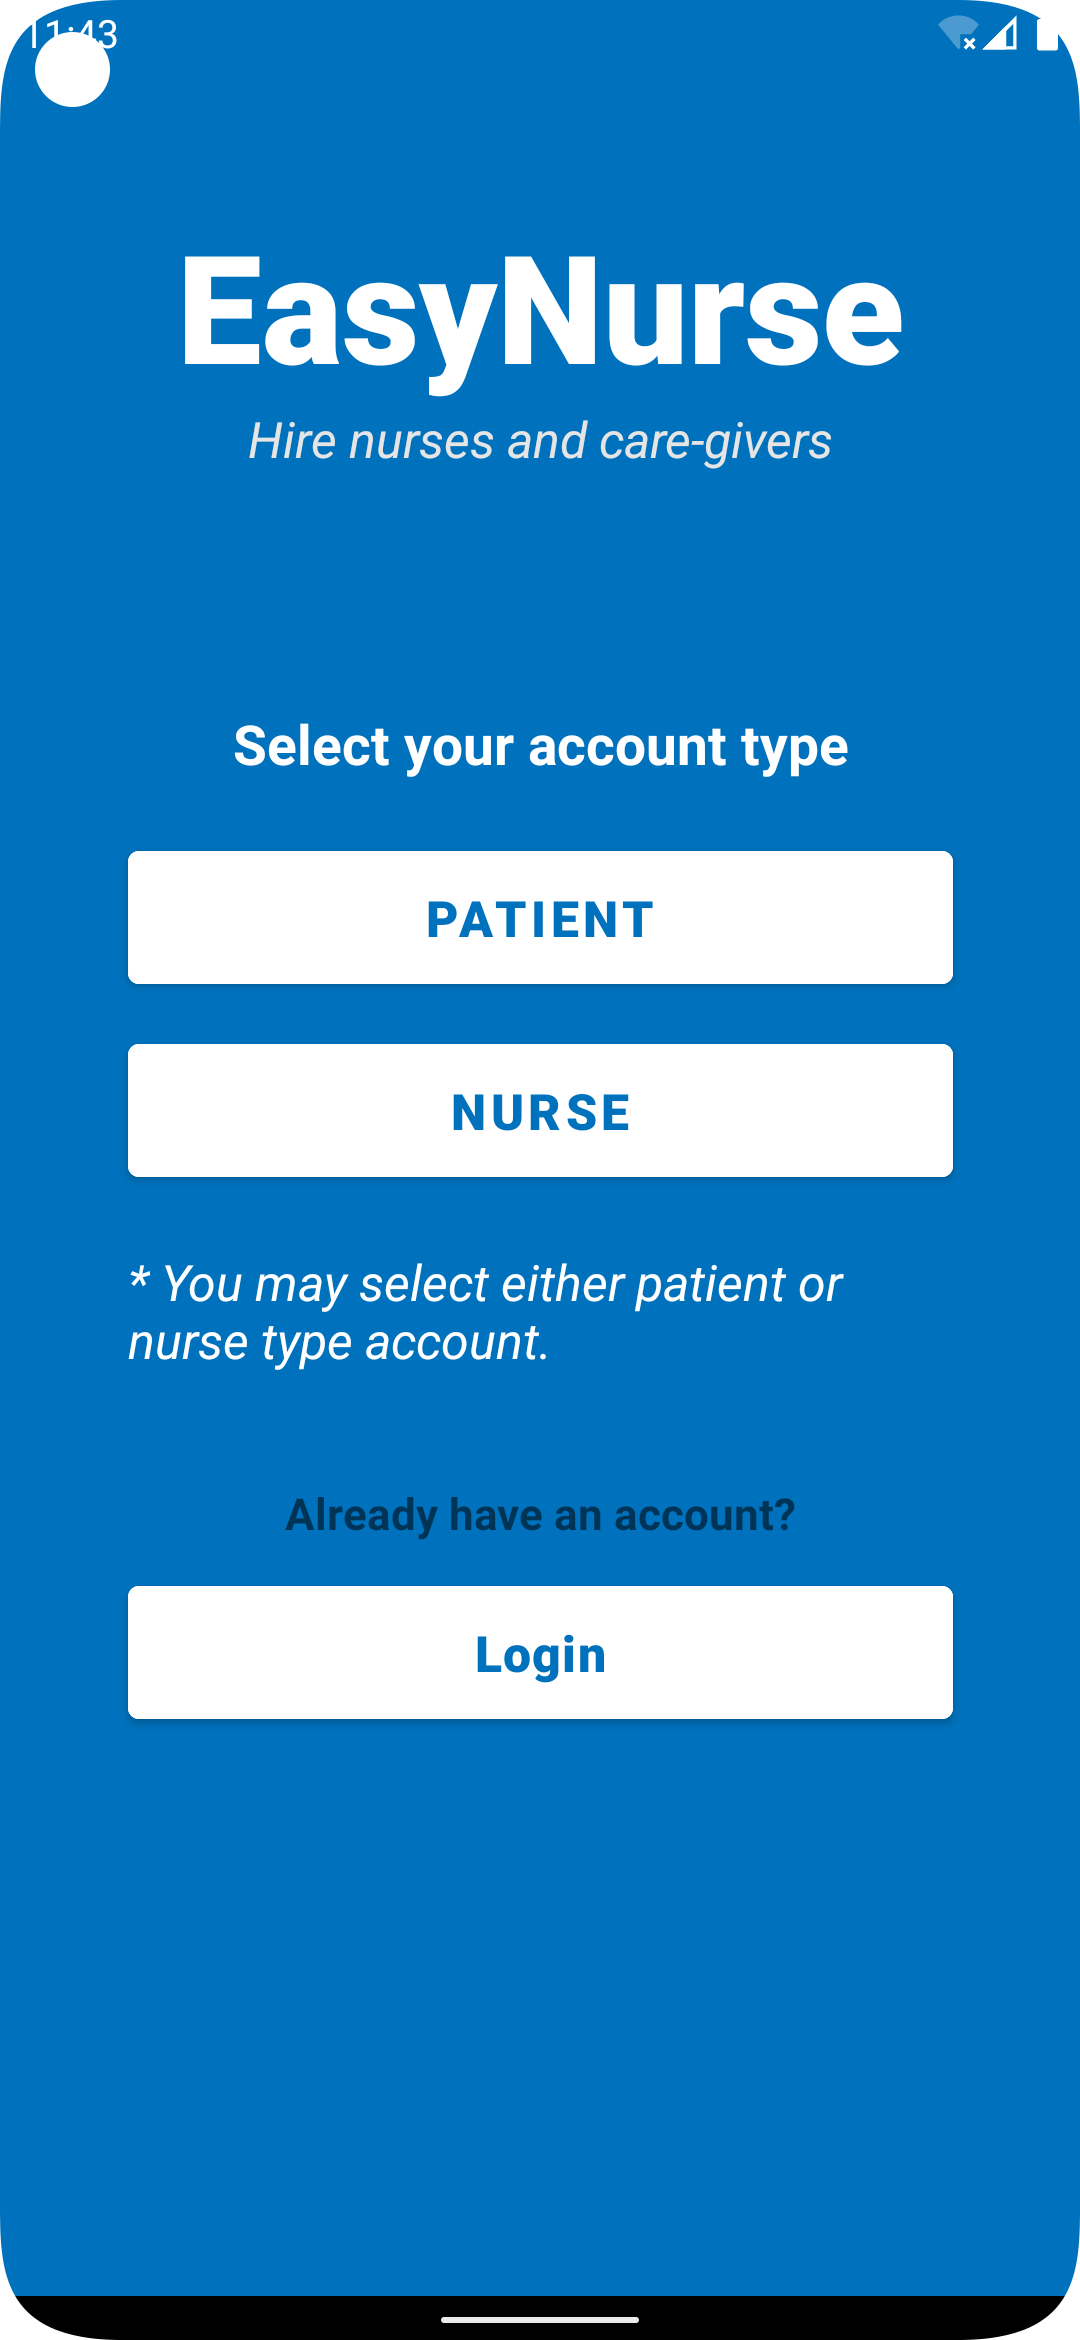 11:43
EasyNurse
Hire nurses and care-givers
Select your account type
PATIENT
NURSE
* You may select either patient or
nurse type account.
Already have an account?
Login